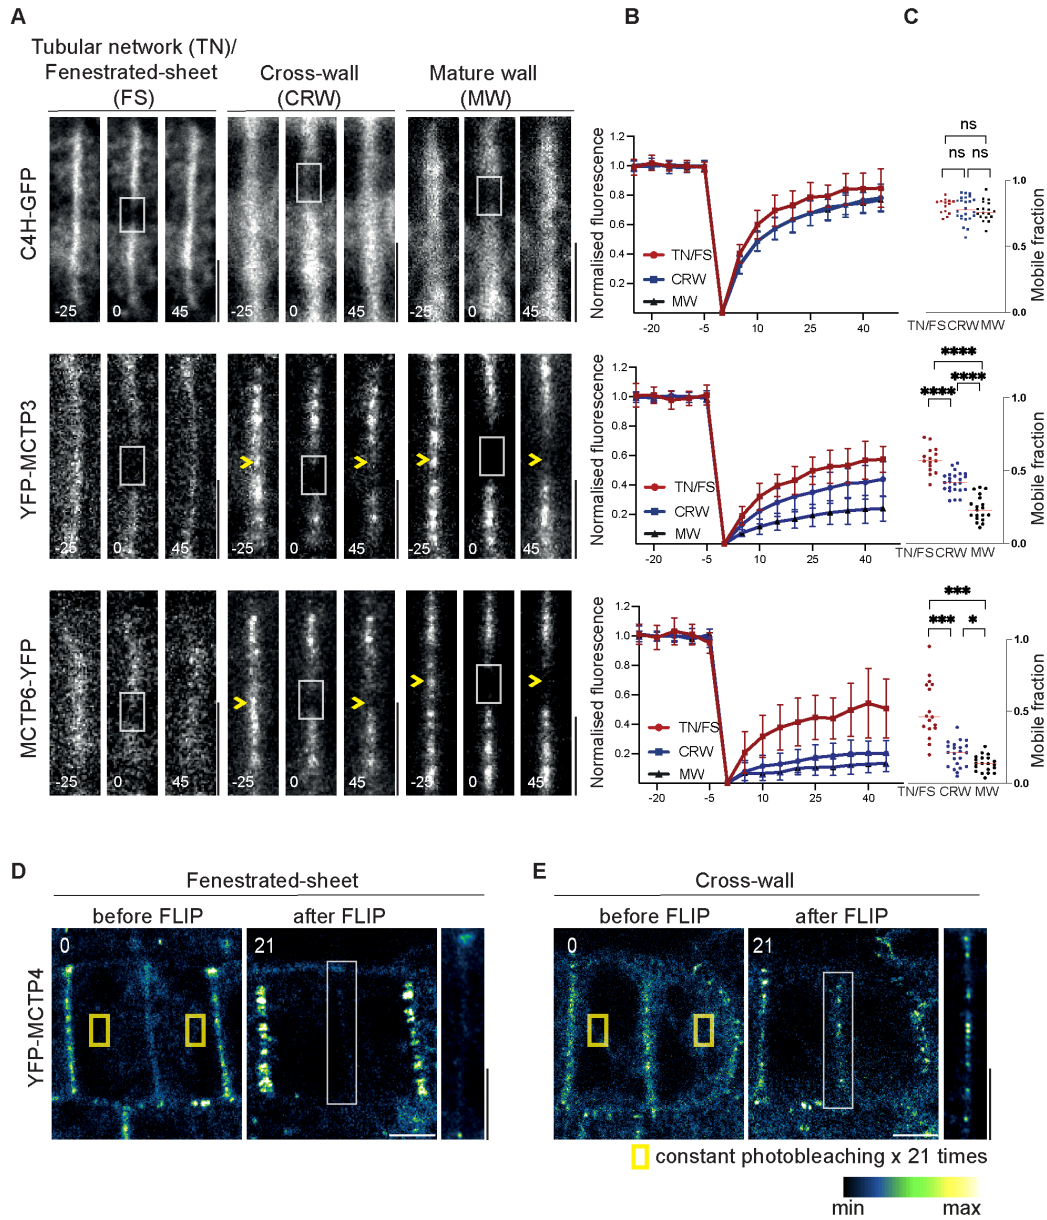 A
B
C
Tubular network (TN)/
Fenestrated-sheet
(FS)
Cross-wall
(CRW)
Mature wall
(MW)
C4H-GFP
-25
0
45
-25
0
45
-25
0
45
Normalised fluorescence
1.2
1.0
0.8
0.6
0.4
0.2
TN/FS
CRW
MW
-20
-5
10
25
40
ns
ns
ns
1.0
0.5
0.0
Mobile fraction
TN/FS CRW MW
YFP-MCTP3
-25
0
45
-25
0
45
-25
0
45
Normalised fluorescence
1.2
1.0
0.8
0.6
0.4
0.2
TN/FS
CRW
MW
-20
-5
10
25
40
****
****
****
1.0
0.5
0.0
Mobile fraction
TN/FS CRW MW
MCTP6-YFP
-25
0
45
-25
0
45
-25
0
45
Normalised fluorescence
1.2
1.0
0.8
0.6
0.4
0.2
TN/FS
CRW
MW
-20
-5
10
25
40
***
***
*
1.0
0.5
0.0
Mobile fraction
TN/FS CRW MW
D
Fenestrated-sheet
before FLIP
after FLIP
YFP-MCTP4
0
21
E
Cross-wall
before FLIP
after FLIP
0
21
constant photobleaching x 21 times
min
max